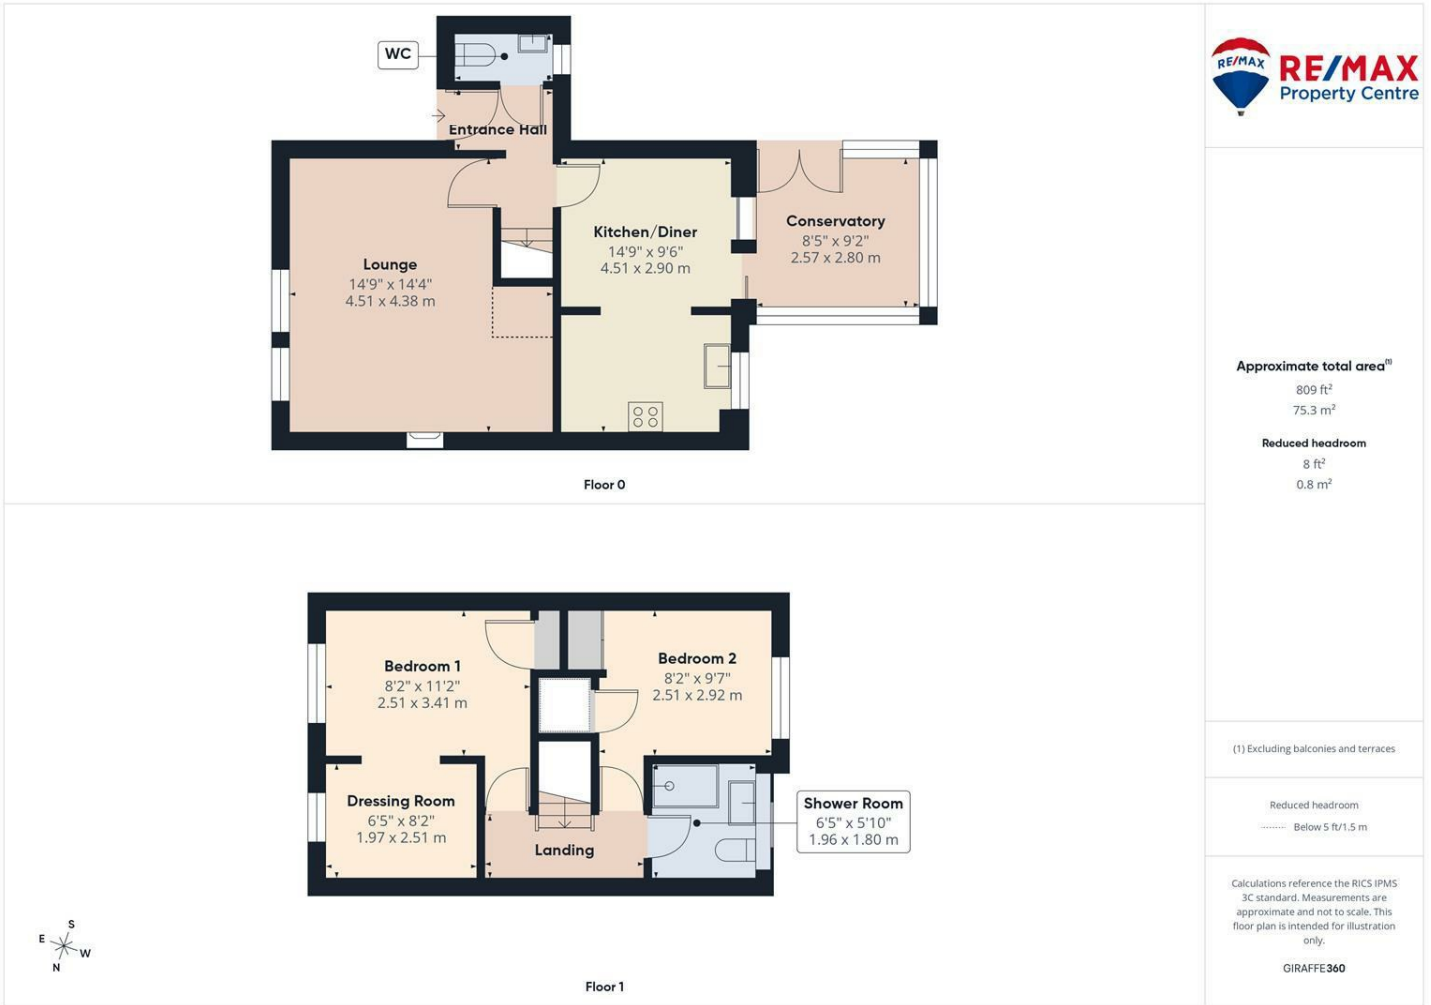 WC
Entrance Hall
Lounge
14'9" x 14'4"
4.51 x 4.38 m
Kitchen/Diner
14'9" x 9'6"
4.51 x 2.90 m
Conservatory
8'5" x 9'2"
2.57 x 2.80 m
Floor 0
Bedroom 1
8'2" x 11'2"
2.51 x 3.41 m
Bedroom 2
8'2" x 9'7"
2.51 x 2.92 m
Dressing Room
6'5" x 8'2"
1.97 x 2.51 m
Landing
Shower Room
6'5" x 5'10"
1.96 x 1.80 m
S
E
W
N
Floor 1
RE/MAX
RE/MAX
Property Centre
Approximate total area(1)
809 ft²
75.3 m²
Reduced headroom
8 ft²
0.8 m²
(1) Excluding balconies and terraces
Reduced headroom
Below 5 ft/1.5 m
Calculations reference the RICS IPMS
3C standard. Measurements are
approximate and not to scale. This
floor plan is intended for illustration
only.
GIRAFFE360